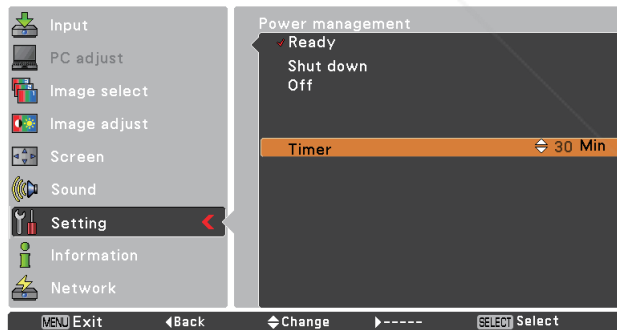 Input
PC adjust
Image select
Image adjust
Screen
Sound
Setting
Information
Network
Power management
Ready
Shut down
Off
Timer 30 Min
MENU Exit Back Change ----- SELECT Select